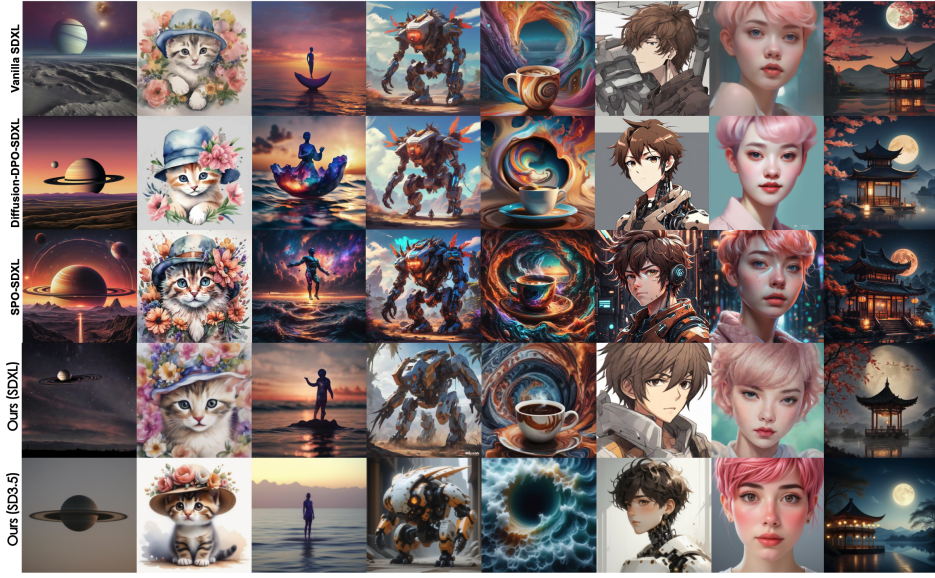 Vanilla SDXL
Diffusion-DPO-SDXL
SPO-SDXL
Ours (SDXL)
Ours (SD3.5)